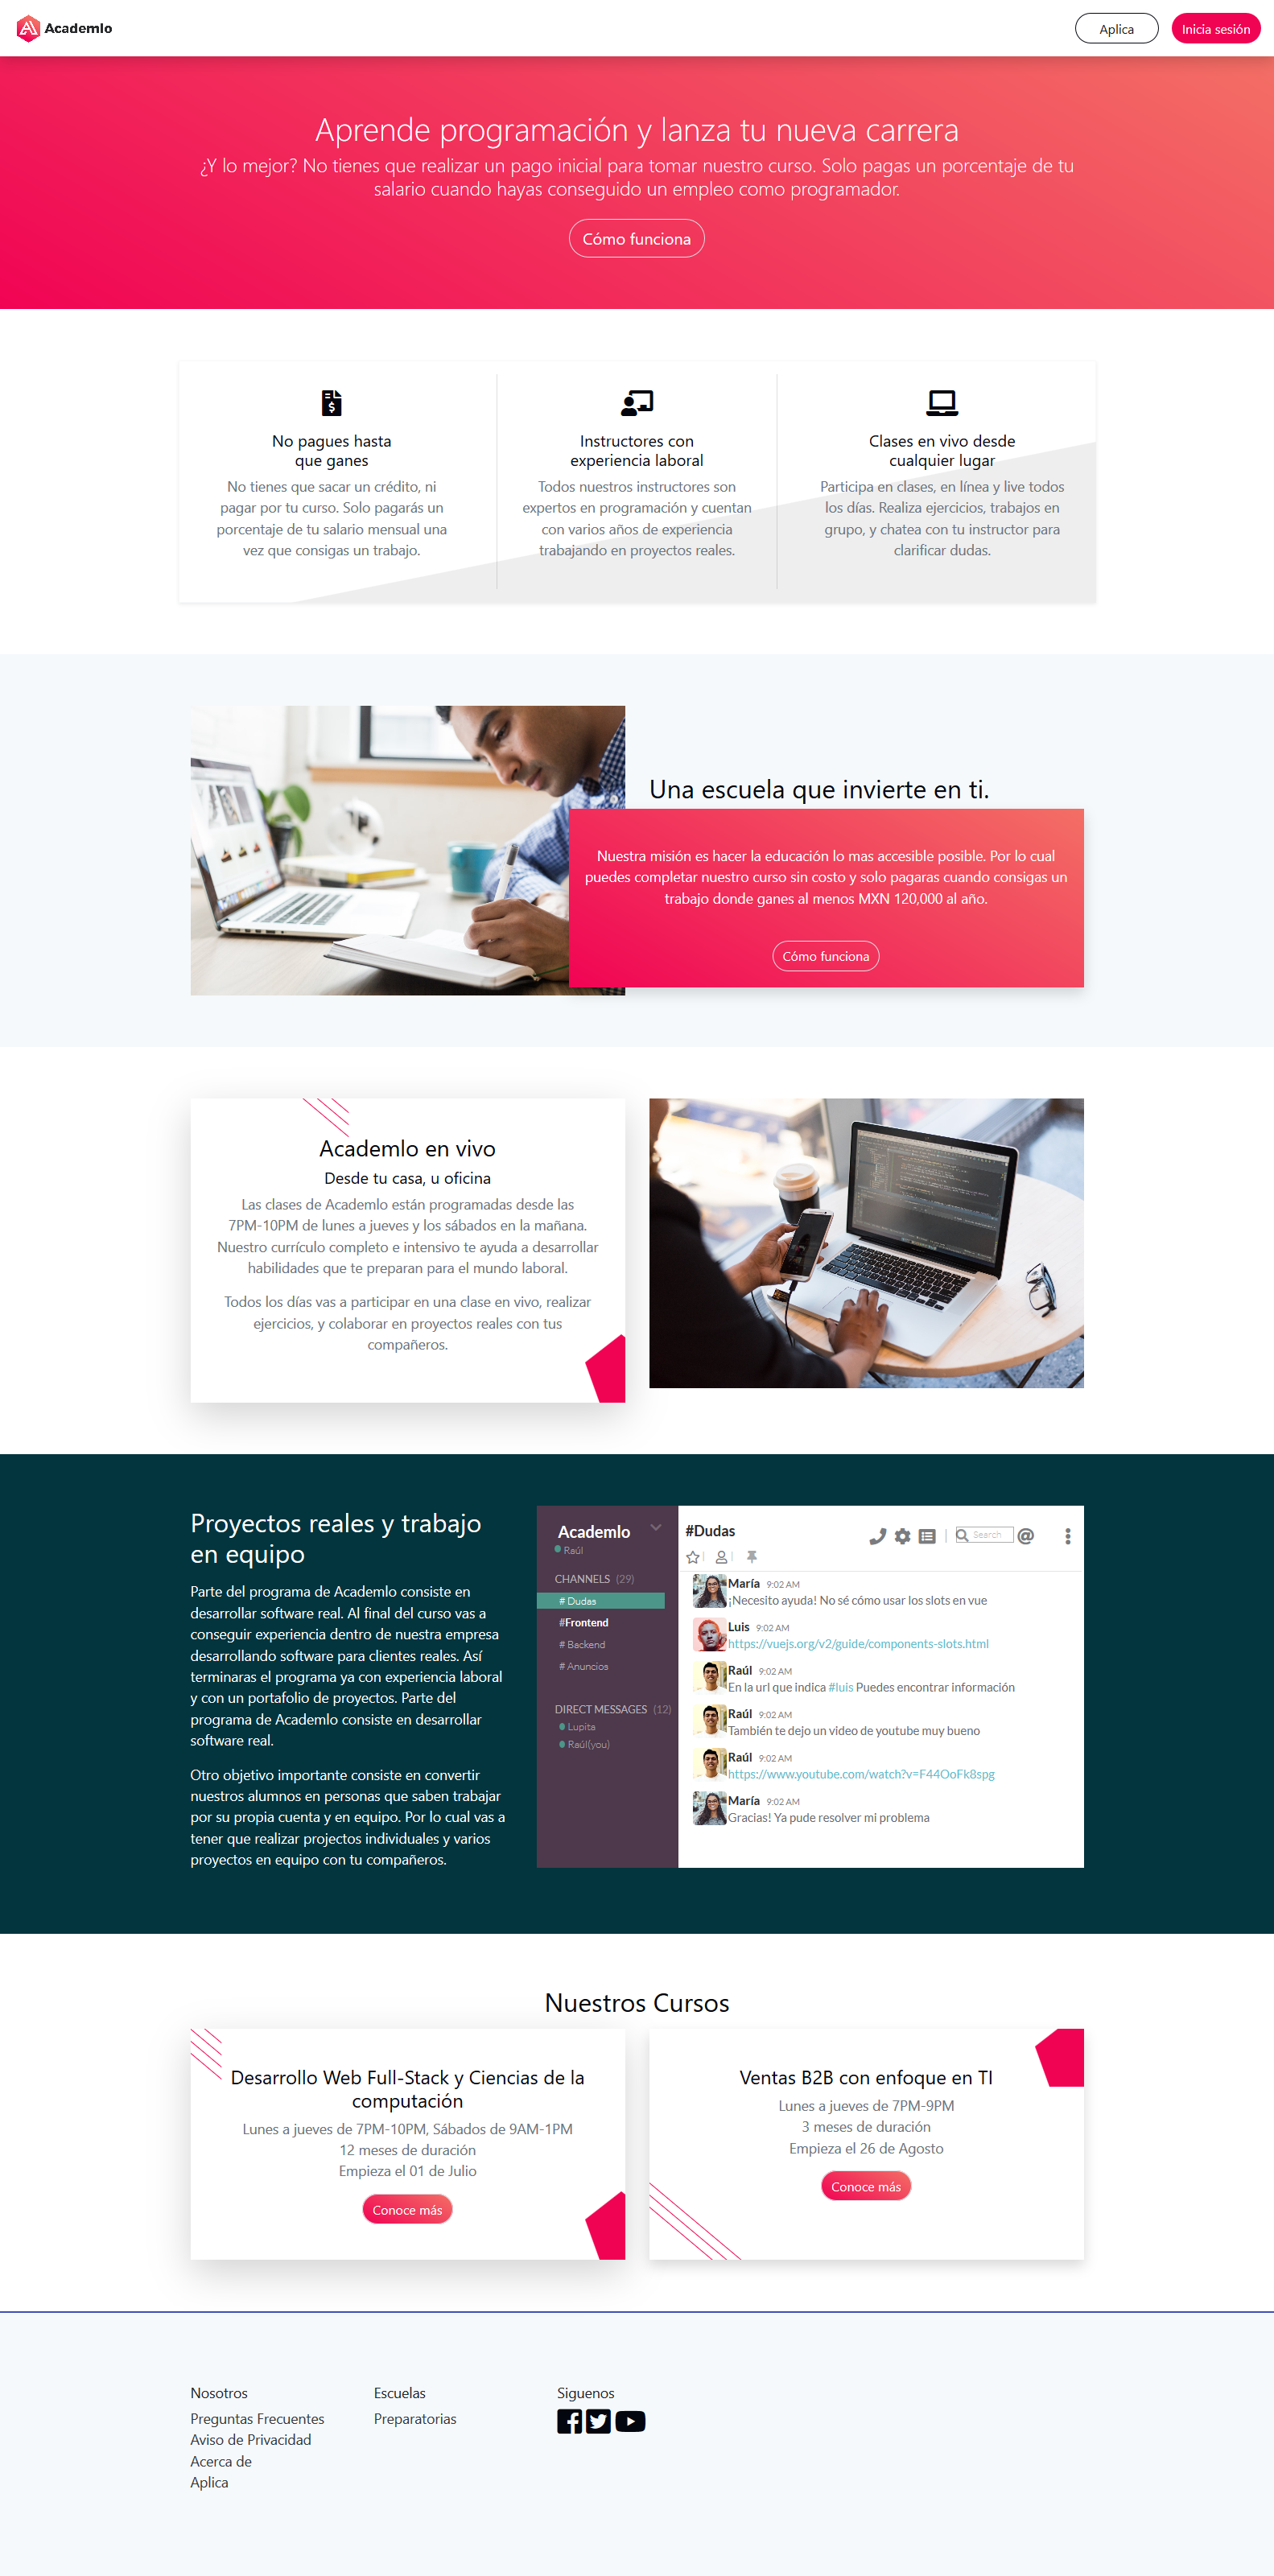 Academlo
Aplica
Inicia sesión
Aprende programación y lanza tu nueva carrera
¿Y lo mejor? No tienes que realizar un pago inicial para tomar nuestro curso. Solo pagas un porcentaje de tu
salario cuando hayas conseguido un empleo como programador.
Cómo funciona
No pagues hasta
que ganes
No tienes que sacar un crédito, ni
pagar por tu curso. Solo pagarás un
porcentaje de tu salario mensual una
vez que consigas un trabajo.
Instructores con
experiencia laboral
Todos nuestros instructores son
expertos en programación y cuentan
con varios años de experiencia
trabajando en proyectos reales.
Clases en vivo desde
cualquier lugar
Participa en clases, en línea y live todos
los días. Realiza ejercicios, trabajos en
grupo, y chatea con tu instructor para
clarificar dudas.
Una escuela que invierte en ti.
Nuestra misión es hacer la educación lo mas accesible posible. Por lo cual
puedes completar nuestro curso sin costo y solo pagaras cuando consigas un
trabajo donde ganes al menos MXN 120,000 al año.
Cómo funciona
Academlo en vivo
Desde tu casa, u oficina
Las clases de Academlo están programadas desde las
7PM-10PM de lunes a jueves y los sábados en la mañana.
Nuestro currículo completo e intensivo te ayuda a desarrollar
habilidades que te preparan para el mundo laboral.
Todos los días vas a participar en una clase en vivo, realizar
ejercicios, y colaborar en proyectos reales con tus
compañeros.
Proyectos reales y trabajo
en equipo
Parte del programa de Academlo consiste en
desarrollar software real. Al final del curso vas a
conseguir experiencia dentro de nuestra empresa
desarrollando software para clientes reales. Así
terminaras el programa ya con experiencia laboral
y con un portafolio de proyectos. Parte del
programa de Academlo consiste en desarrollar
software real.
Otro objetivo importante consiste en convertir
nuestros alumnos en personas que saben trabajar
por su propia cuenta y en equipo. Por lo cual vas a
tener que realizar projectos individuales y varios
proyectos en equipo con tu compañeros.
Academlo
Raúl
CHANNELS (29)
# Dudas
#Frontend
# Backend
# Anuncios
DIRECT MESSAGES (12)
Lupita
Raúl(you)
#Dudas
Search
María 9:02 AM
¡Necesito ayuda! No sé cómo usar los slots en vue
Luis 9:02 AM
https://vuejs.org/v2/guide/components-slots.html
Raúl 9:02 AM
En la url que indica #luis Puedes encontrar información
Raúl 9:02 AM
También te dejo un video de youtube muy bueno
Raúl 9:02 AM
https://www.youtube.com/watch?v=F44OoFk8spg
María 9:02 AM
Gracias! Ya pude resolver mi problema
Nuestros Cursos
Desarrollo Web Full-Stack y Ciencias de la
computación
Lunes a jueves de 7PM-10PM, Sábados de 9AM-1PM
12 meses de duración
Empieza el 01 de Julio
Conoce más
Ventas B2B con enfoque en TI
Lunes a jueves de 7PM-9PM
3 meses de duración
Empieza el 26 de Agosto
Conoce más
Nosotros
Preguntas Frecuentes
Aviso de Privacidad
Acerca de
Aplica
Escuelas
Preparatorias
Siguenos